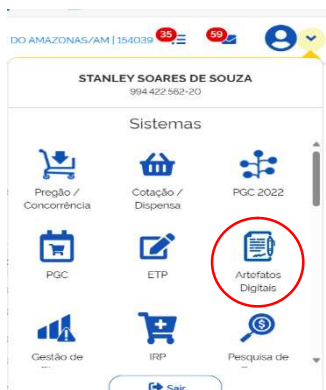 DO AMAZONAS/AM | 154039 35 59
STANLEY SOARES DE SOUZA
994.422.562-20
Sistemas
Pregão / Concorrência
Cotação / Dispensa
PGC 2022
PGC
ETP
Artefatos Digitais
Gestão de
IRP
Pesquisa de
Sair